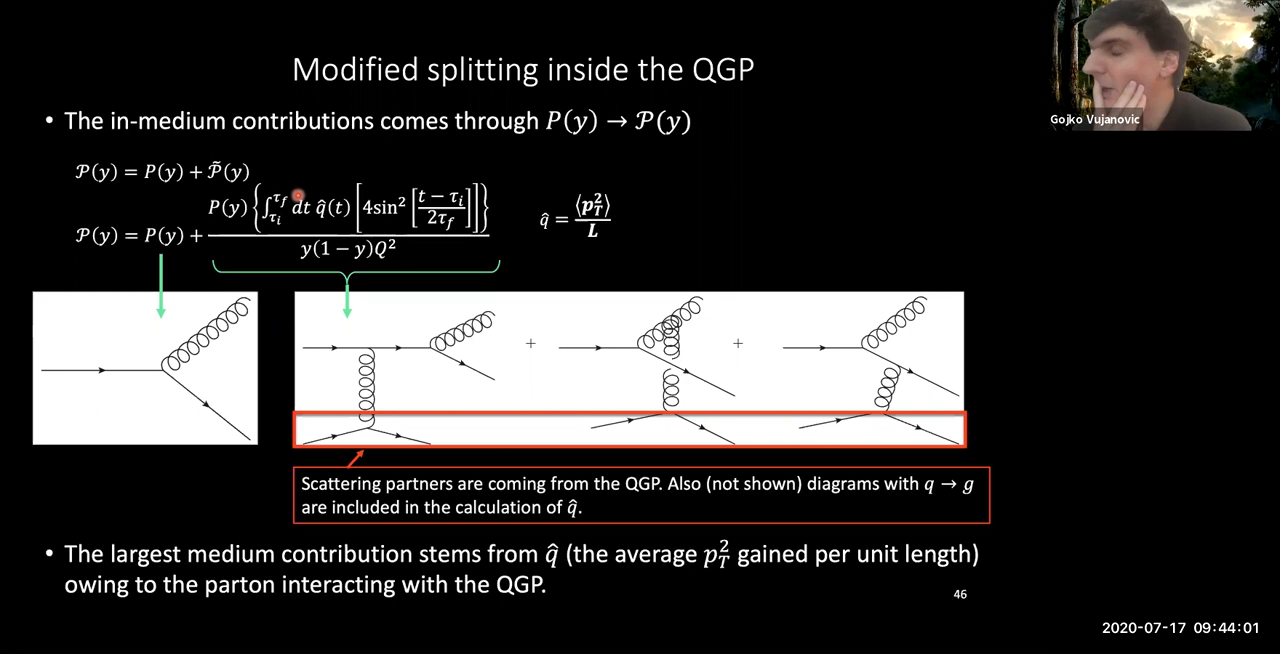 Modified splitting inside the QGP
• The in-medium contributions comes through P(y) → 𝒫(y)
𝒫(y) = P(y) + 𝒫̃(y)
𝒫(y) = P(y) + P(y) {∫_{τ_i}^{τ_f} dt q̂(t) [4sin² [(t − τ_i)/(2τ_f)]]} / y(1 − y)Q²
q̂ = ⟨p_T²⟩/L
Gojko Vujanovic
+ +
Scattering partners are coming from the QGP. Also (not shown) diagrams with q → g
are included in the calculation of q̂.
• The largest medium contribution stems from q̂ (the average p_T² gained per unit length)
owing to the parton interacting with the QGP.
46
2020-07-17 09:44:01